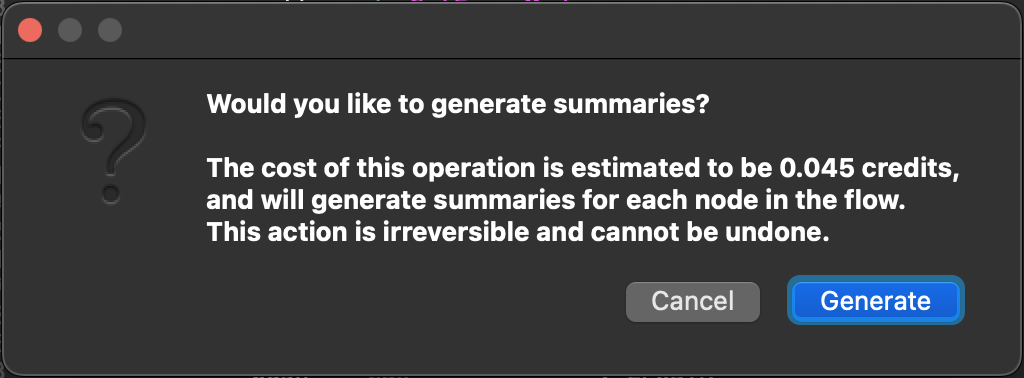 Would you like to generate summaries?
The cost of this operation is estimated to be 0.045 credits,
and will generate summaries for each node in the flow.
This action is irreversible and cannot be undone.
Cancel
Generate